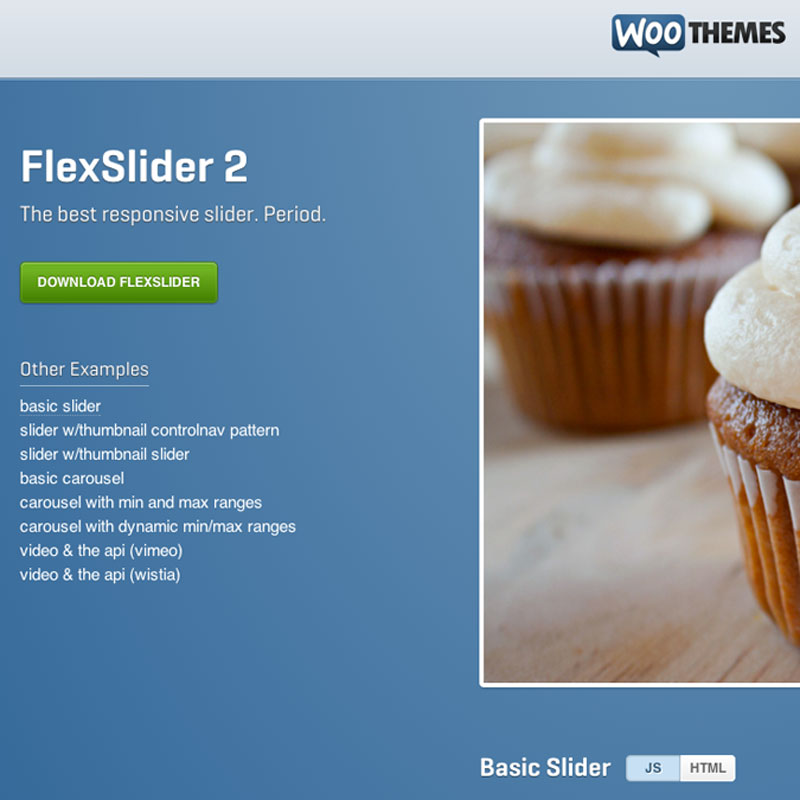 WOO THEMES
FlexSlider 2
The best responsive slider. Period.
DOWNLOAD FLEXSLIDER
Other Examples
basic slider
slider w/thumbnail controlnav pattern
slider w/thumbnail slider
basic carousel
carousel with min and max ranges
carousel with dynamic min/max ranges
video & the api (vimeo)
video & the api (wistia)
Basic Slider JS HTML